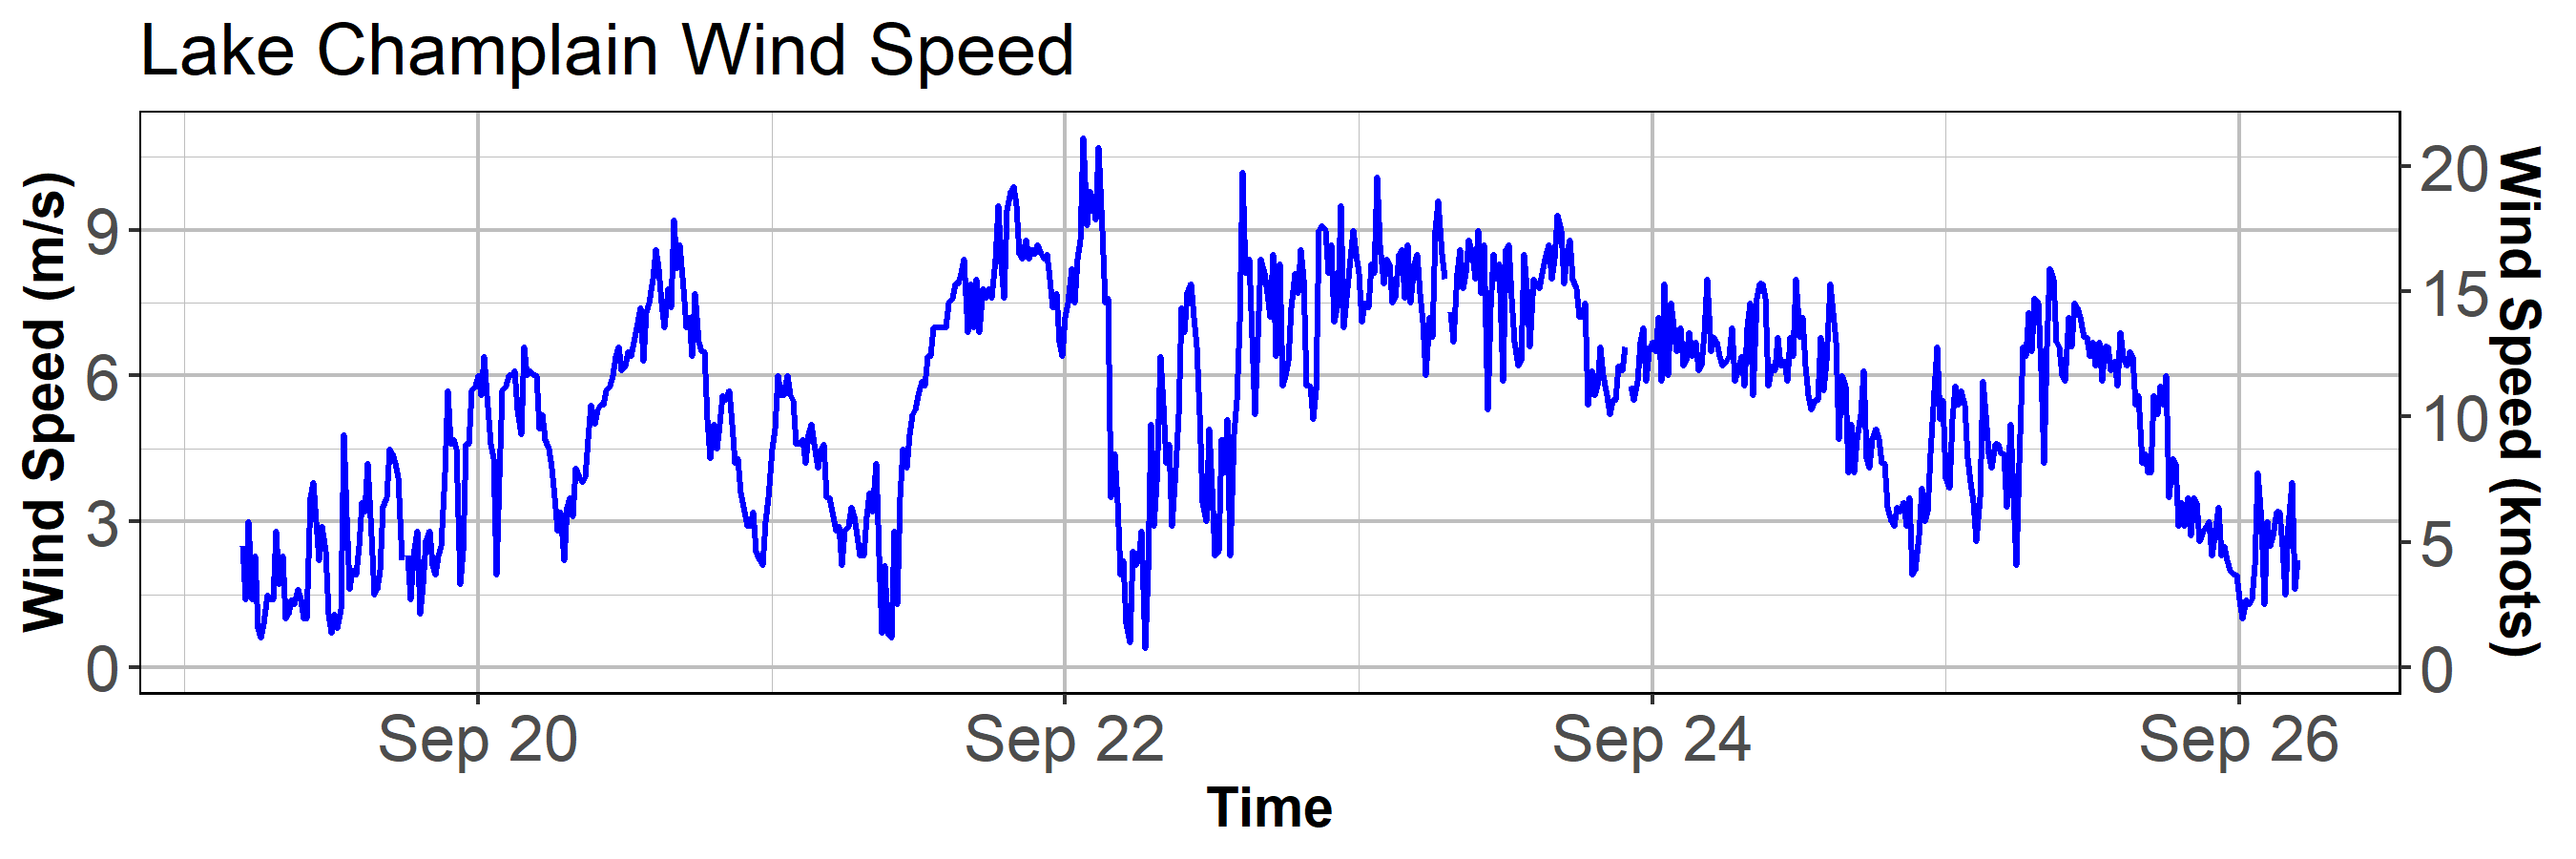 Lake Champlain Wind Speed
Wind Speed (m/s)
9
6
3
0
20
15
10
5
0
Wind Speed (knots)
Sep 20 Sep 22 Sep 24 Sep 26
Time